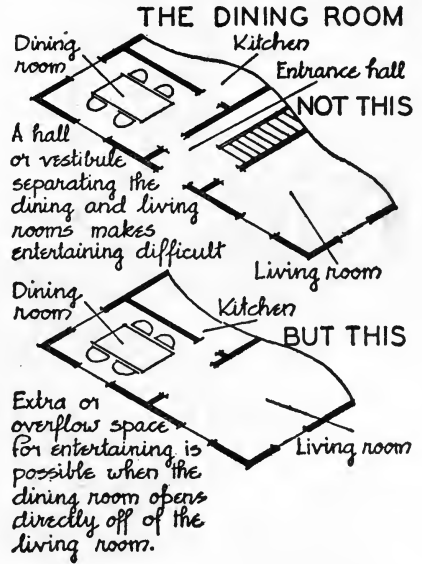 THE DINING ROOM
Dining
room
Kitchen
Entrance hall
NOT THIS
A hall
or vestibule
separating the
dining and living
rooms makes
entertaining difficult
Living room
Dining
room
Kitchen
BUT THIS
Extra or
overflow space
for entertaining is
possible when the
dining room opens
directly off of the
living room.
Living room